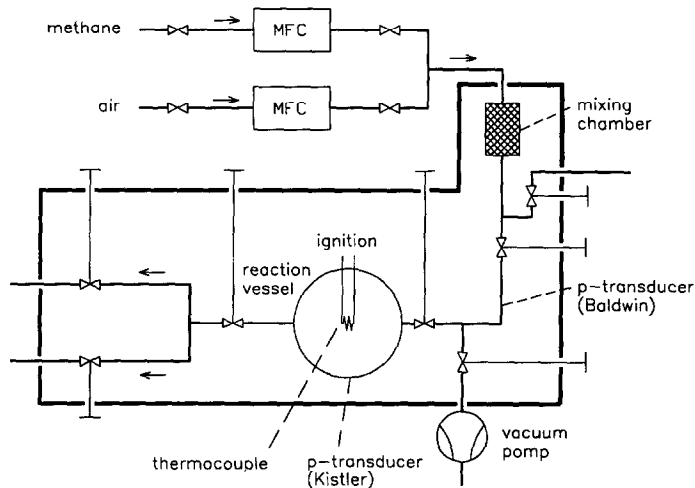 methane
MFC
air
MFC
mixing
chamber
ignition
reaction
vessel
p-transducer
(Baldwin)
thermocouple
p-transducer
(Kistler)
vacuum
pump